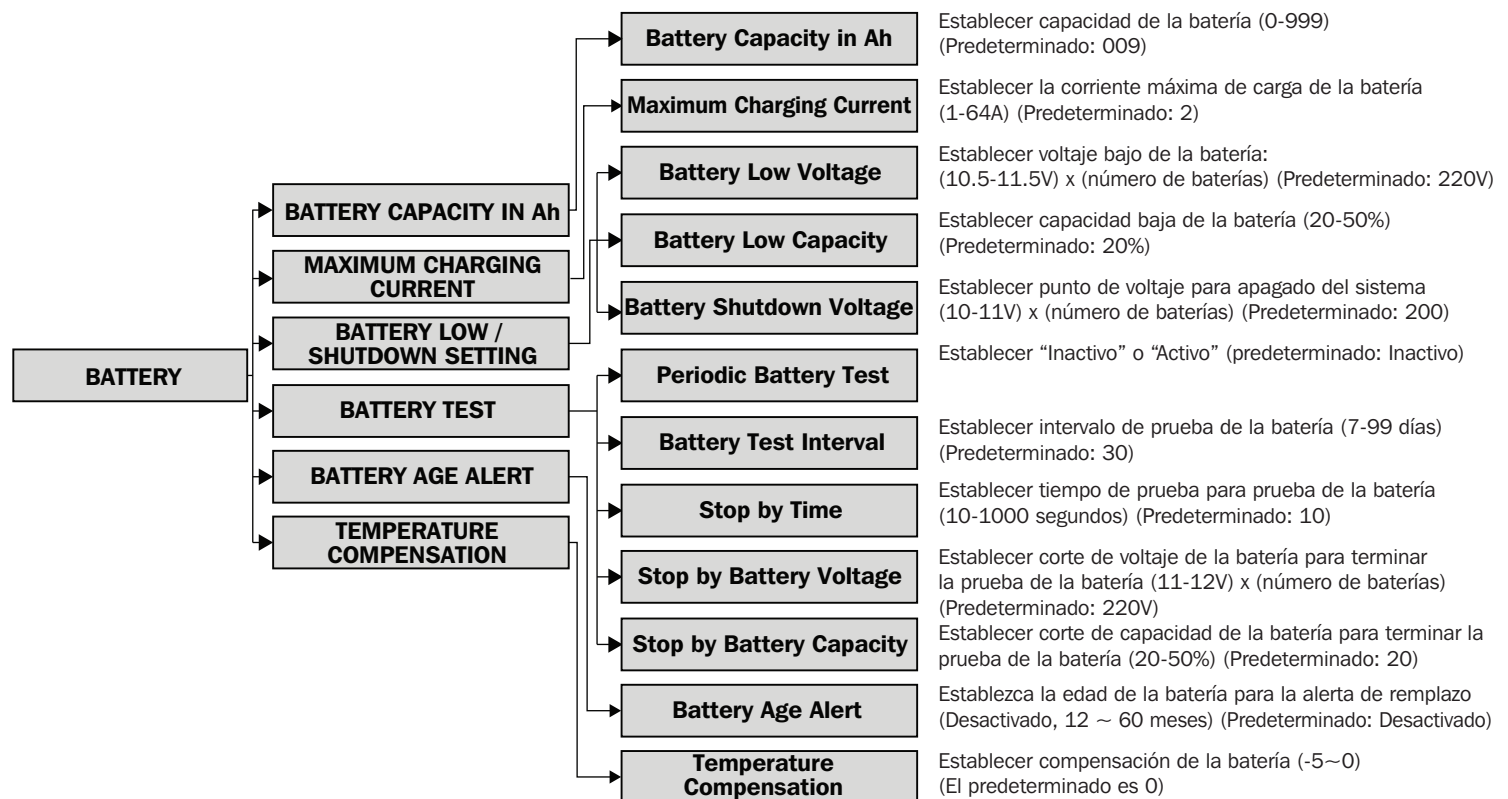 BATTERY
BATTERY CAPACITY IN Ah
MAXIMUM CHARGING
CURRENT
BATTERY LOW /
SHUTDOWN SETTING
BATTERY TEST
BATTERY AGE ALERT
TEMPERATURE
COMPENSATION
Battery Capacity in Ah
Establecer capacidad de la batería (0-999)
(Predeterminado: 009)
Maximum Charging Current
Establecer la corriente máxima de carga de la batería
(1-64A) (Predeterminado: 2)
Battery Low Voltage
Establecer voltaje bajo de la batería:
(10.5-11.5V) x (número de baterías) (Predeterminado: 220V)
Battery Low Capacity
Establecer capacidad baja de la batería (20-50%)
(Predeterminado: 20%)
Battery Shutdown Voltage
Establecer punto de voltaje para apagado del sistema
(10-11V) x (número de baterías) (Predeterminado: 200)
Periodic Battery Test
Establecer “Inactivo” o “Activo” (predeterminado: Inactivo)
Battery Test Interval
Establecer intervalo de prueba de la batería (7-99 días)
(Predeterminado: 30)
Stop by Time
Establecer tiempo de prueba para prueba de la batería
(10-1000 segundos) (Predeterminado: 10)
Stop by Battery Voltage
Establecer corte de voltaje de la batería para terminar
la prueba de la batería (11-12V) x (número de baterías)
(Predeterminado: 220V)
Stop by Battery Capacity
Establecer corte de capacidad de la batería para terminar la
prueba de la batería (20-50%) (Predeterminado: 20)
Battery Age Alert
Establezca la edad de la batería para la alerta de remplazo
(Desactivado, 12 ~ 60 meses) (Predeterminado: Desactivado)
Temperature
Compensation
Establecer compensación de la batería (-5~0)
(El predeterminado es 0)